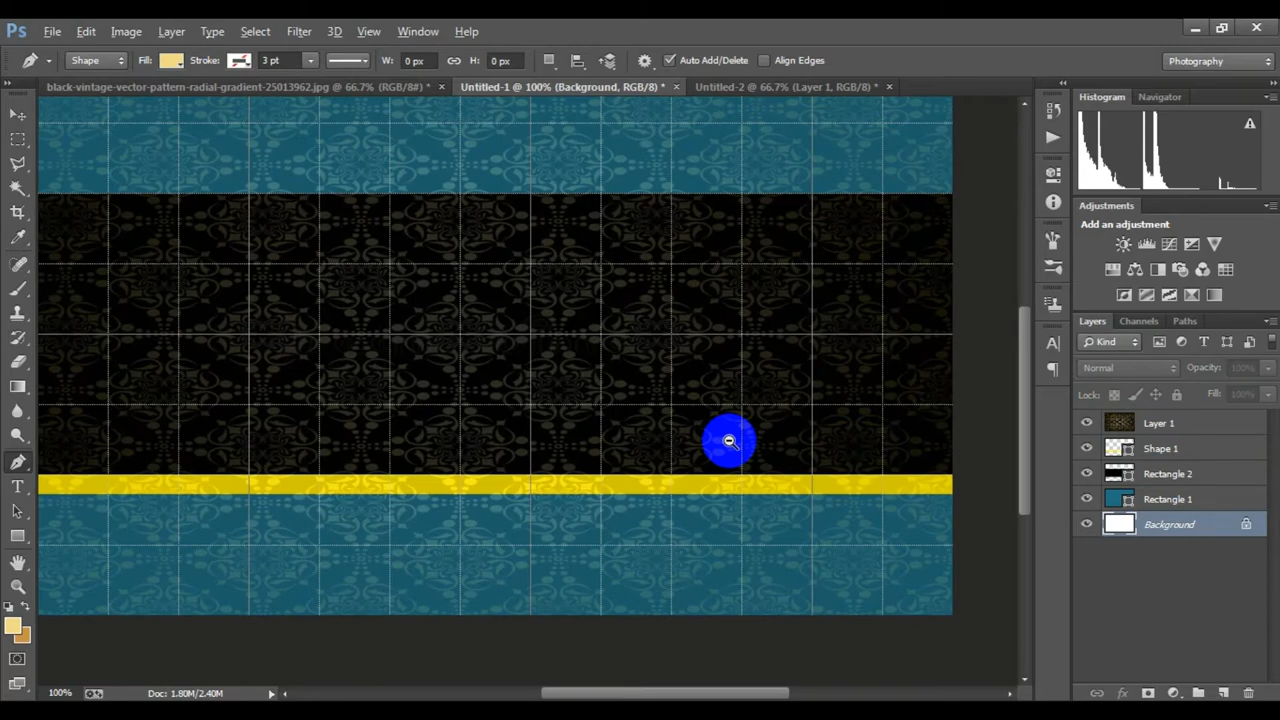 Ps File Edit Image Layer Type Select Filter 3D View Window Help
Shape Fill: Stroke: 3 pt W: 0 px H: 0 px Auto Add/Delete Align Edges Photography
black-vintage-vector-pattern-radial-gradient-25013962.jpg @ 66.7% (RGB/8#) * × Untitled-1 @ 100% (Background, RGB/8) * × Untitled-2 @ 66.7% (Layer 1, RGB/8) * ×
Histogram Navigator
Adjustments
Add an adjustment
Layers Channels Paths
Kind
Normal Opacity: 100%
Lock: Fill: 100%
Layer 1
Shape 1
Rectangle 2
Rectangle 1
Background
100% Doc: 1.80M/2.40M